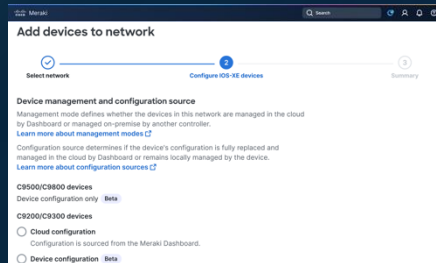 CISCO Meraki
Search
Add devices to network
2
3
Select network
Configure IOS-XE devices
Summary
Device management and configuration source
Management mode defines whether the devices in this network are managed in the cloud
by Dashboard or managed on-premise by another controller.
Learn more about management modes
Configuration source determines if the device's configuration is fully replaced and
managed in the cloud by Dashboard or remains locally managed by the device.
Learn more about configuration sources
C9500/C9800 devices
Device configuration only Beta
C9200/C9300 devices
Cloud configuration
Configuration is sourced from the Meraki Dashboard.
Device configuration Beta